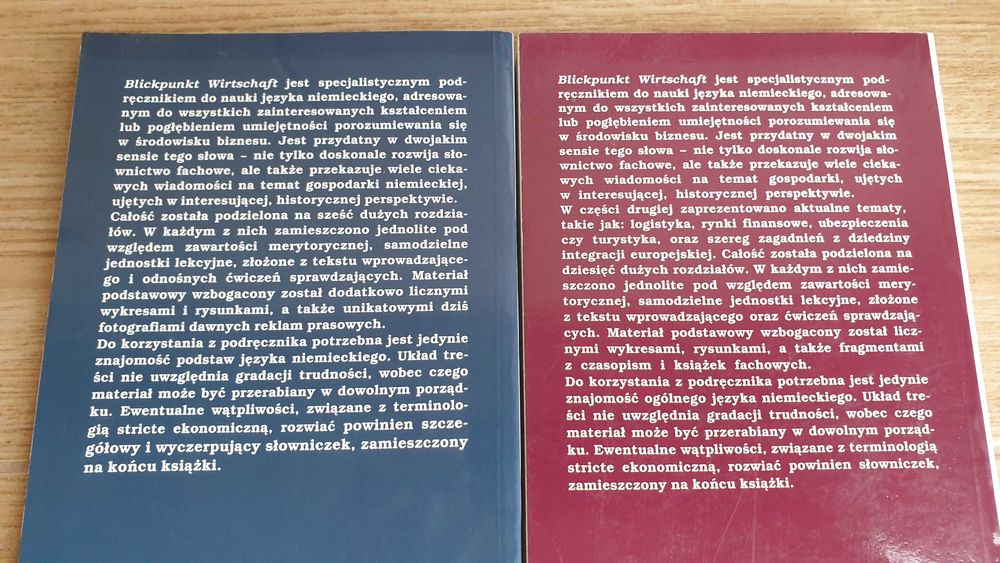 Blickpunkt Wirtschaft jest specjalistycznym pod-
ręcznikiem do nauki języka niemieckiego, adresowa-
nym do wszystkich zainteresowanych kształceniem
lub pogłębieniem umiejętności porozumiewania się
w środowisku biznesu. Jest przydatny w dwojakim
sensie tego słowa – nie tylko doskonale rozwija sło-
wnictwo fachowe, ale także przekazuje wiele cieka-
wych wiadomości na temat gospodarki niemieckiej,
ujętych w interesującej, historycznej perspektywie.
Całość została podzielona na sześć dużych rozdzia-
łów. W każdym z nich zamieszczono jednolite pod
względem zawartości merytorycznej, samodzielne
jednostki lekcyjne, złożone z tekstu wprowadzające-
go i odnośnych ćwiczeń sprawdzających. Materiał
podstawowy wzbogacony został dodatkowo licznymi
wykresami i rysunkami, a także unikatowymi dziś
fotografiami dawnych reklam prasowych.
Do korzystania z podręcznika potrzebna jest jedynie
znajomość podstaw języka niemieckiego. Układ tre-
ści nie uwzględnia gradacji trudności, wobec czego
materiał może być przerabiany w dowolnym porząd-
ku. Ewentualne wątpliwości, związane z terminolo-
gią stricte ekonomiczną, rozwiać powinien szcze-
gółowy i wyczerpujący słowniczek, zamieszczony
na końcu książki.
Blickpunkt Wirtschaft jest specjalistycznym pod-
ręcznikiem do nauki języka niemieckiego, adresowa-
nym do wszystkich zainteresowanych kształceniem
lub pogłębieniem umiejętności porozumiewania się
w środowisku biznesu. Jest przydatny w dwojakim
sensie tego słowa – nie tylko doskonale rozwija sło-
wnictwo fachowe, ale także przekazuje wiele cieka-
wych wiadomości na temat gospodarki, ujętych
w interesującej, historycznej perspektywie.
W części drugiej zaprezentowano aktualne tematy,
takie jak: logistyka, rynki finansowe, ubezpieczenia
czy turystyka, oraz szereg zagadnień z dziedziny
integracji europejskiej. Całość została podzielona na
dziesięć dużych rozdziałów. W każdym z nich zamie-
szczono jednolite pod względem zawartości mery-
torycznej, samodzielne jednostki lekcyjne, złożone
z tekstu wprowadzającego oraz ćwiczeń sprawdzają-
cych. Materiał podstawowy wzbogacony został licz-
nymi wykresami, rysunkami, a także fragmentami
z czasopism i książek fachowych.
Do korzystania z podręcznika potrzebna jest jedynie
znajomość ogólnego języka niemieckiego. Układ tre-
ści nie uwzględnia gradacji trudności, wobec czego
materiał może być przerabiany w dowolnym porząd-
ku. Ewentualne wątpliwości, związane z terminologią
stricte ekonomiczną, rozwiać powinien słowniczek,
zamieszczony na końcu książki.